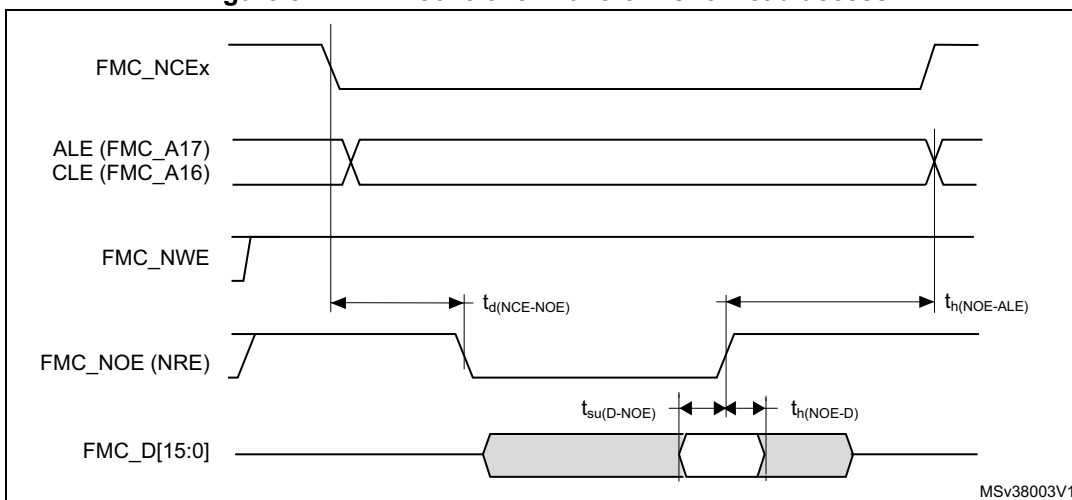 FMC_NCEx
ALE (FMC_A17)
CLE (FMC_A16)
FMC_NWE
td(NCE-NOE)
th(NOE-ALE)
FMC_NOE (NRE)
tsu(D-NOE)
th(NOE-D)
FMC_D[15:0]
MSv38003V1